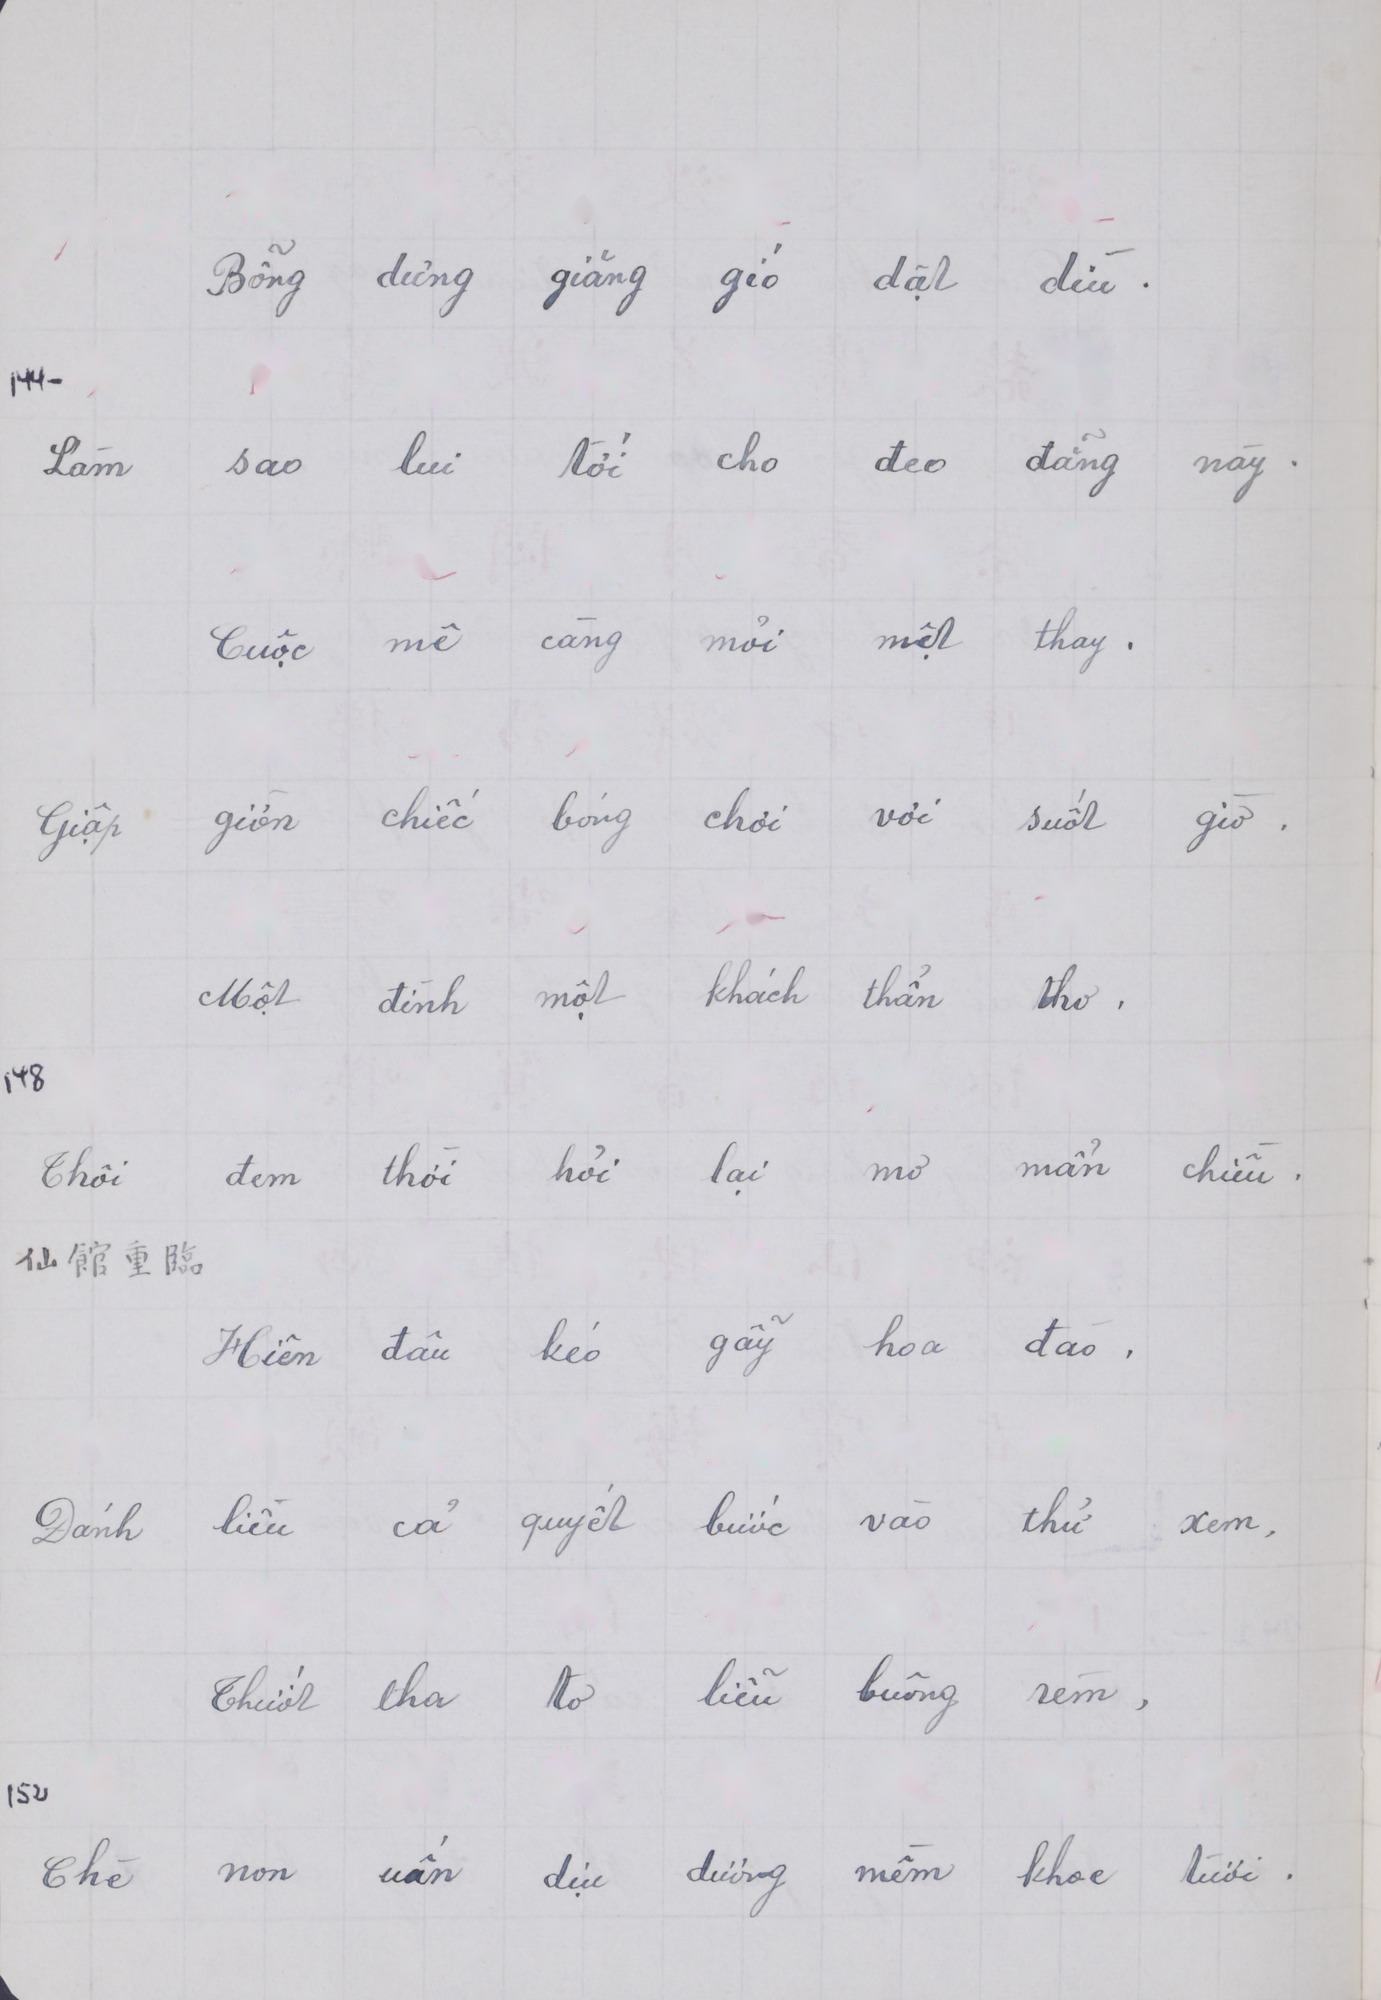 Bỗng dưng giăng gió dặt dìu.
144-
Làm sao lui tới cho đeo đẵng này.
Cuộc mê càng mỏi mệt thay.
Giập giờn chiếc bóng chơi vơi suốt giờ.
Một đình một khách thẩn thơ.
148
Thôi đem thói hỏi lại mơ mẩn chiều.
仙館重臨
Hiên đâu kéo gãy hoa đào.
Đánh liều cả quyết bước vào thử xem,
Thướt tha tơ liễu buông rèm,
152
Chè non uấn dịu dường mềm khoe tươi.